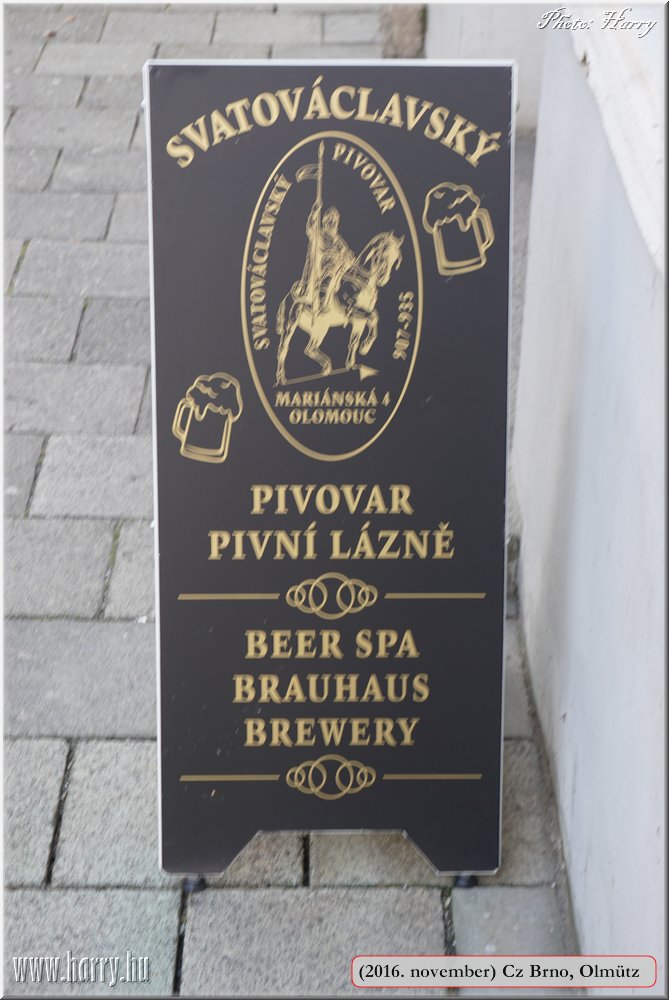 Photo: Harry
SVATOVÁCLAVSKÝ
SVATOVÁCLAVSKÝ PIVOVAR
907-935
MARIÁNSKÁ 4
OLOMOUC
PIVOVAR
PIVNÍ LÁZNĚ
BEER SPA
BRAUHAUS
BREWERY
www.harry.hu
(2016. november) Cz Brno, Olmütz